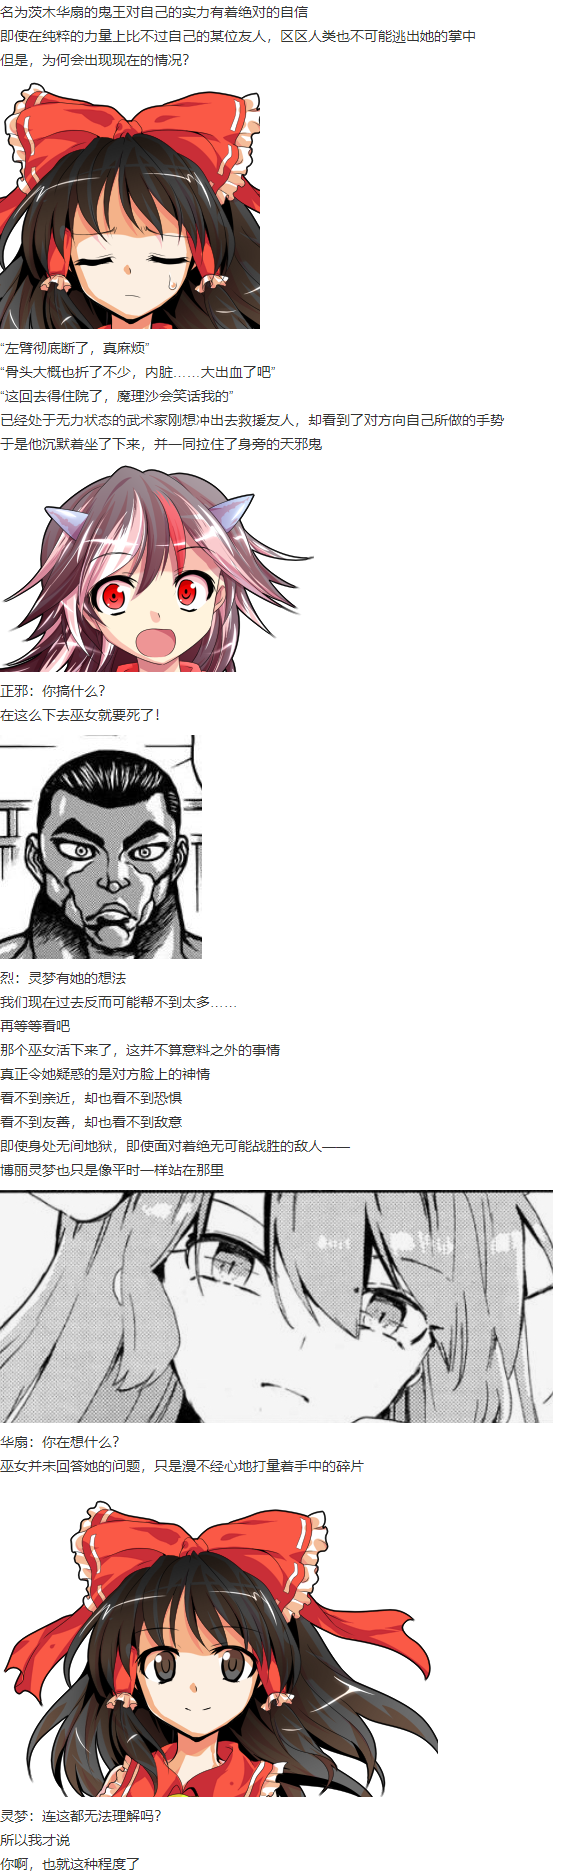 名为茨木华扇的鬼王对自己的实力有着绝对的自信
即使在纯粹的力量上比不过自己的某位友人，区区人类也不可能逃出她的掌中
但是，为何会出现现在的情况？
“左臂彻底断了，真麻烦”
“骨头大概也折了不少，内脏……大出血了吧”
“这回去得住院了，魔理沙会笑话我的”
已经处于无力状态的武术家刚想冲出去救援友人，却看到了对方向自己所做的手势
于是他沉默着坐了下来，并一同拉住了身旁的天邪鬼
正邪：你搞什么？
在这么下去巫女就要死了！
烈：灵梦有她的想法
我们现在过去反而可能帮不到太多……
再等等看吧
那个巫女活下来了，这并不算意料之外的事情
真正令她疑惑的是对方脸上的神情
看不到亲近，却也看不到恐惧
看不到友善，却也看不到敌意
即使身处无间地狱，即使面对着绝无可能战胜的敌人——
博丽灵梦也只是像平时一样站在那里
华扇：你在想什么？
巫女并未回答她的问题，只是漫不经心地打量着手中的碎片
灵梦：连这都无法理解吗？
所以我才说
你啊，也就这种程度了